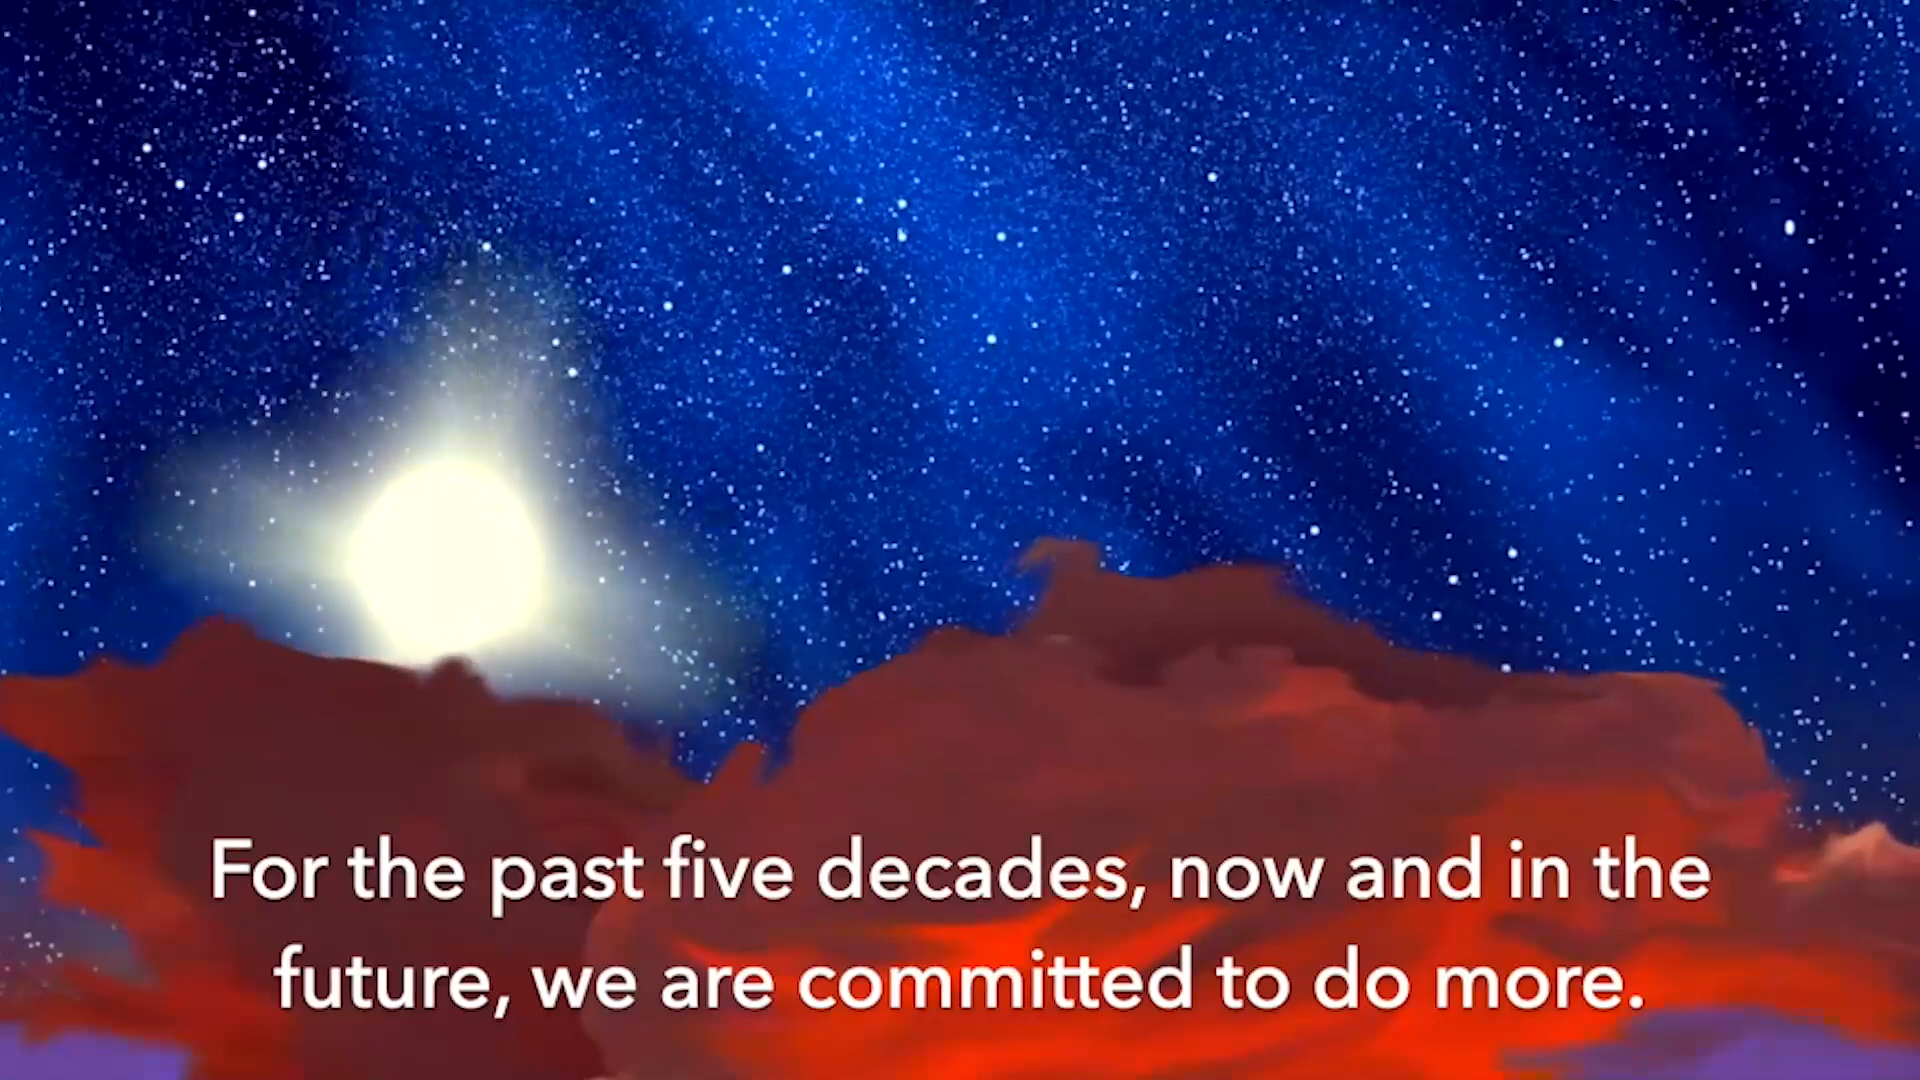 For the past five decades, now and in the
future, we are committed to do more.